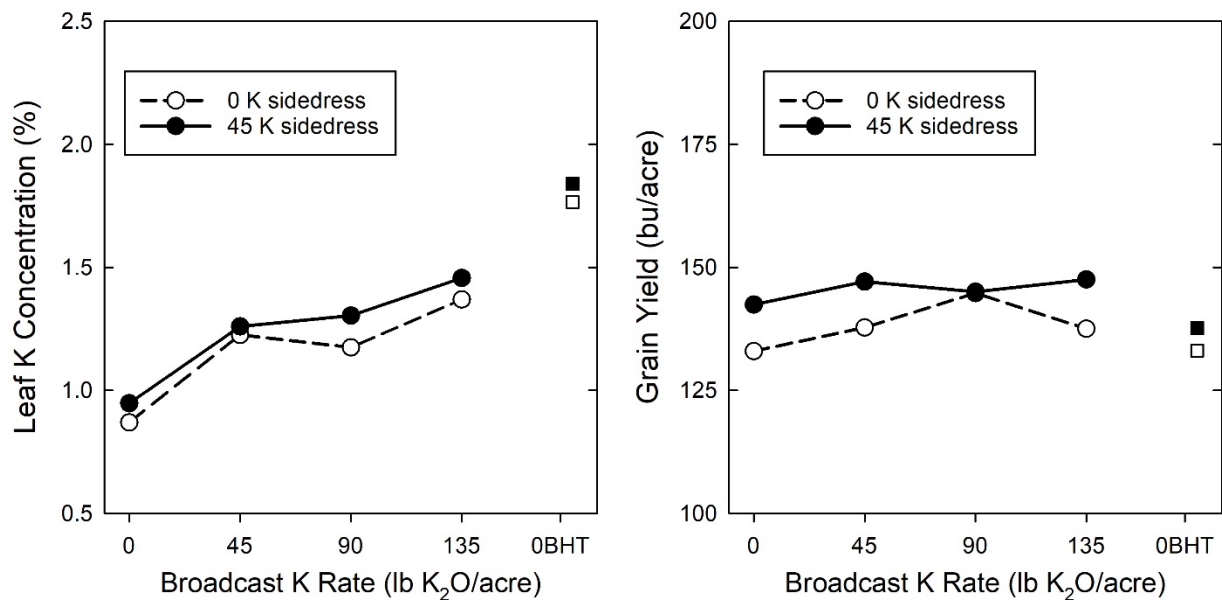 Leaf K Concentration (%)
2.5
2.0
1.5
1.0
0.5
0 K sidedress
45 K sidedress
0
45
90
135
0BHT
Broadcast K Rate (lb K₂O/acre)
Grain Yield (bu/acre)
200
175
150
125
100
0 K sidedress
45 K sidedress
0
45
90
135
0BHT
Broadcast K Rate (lb K₂O/acre)